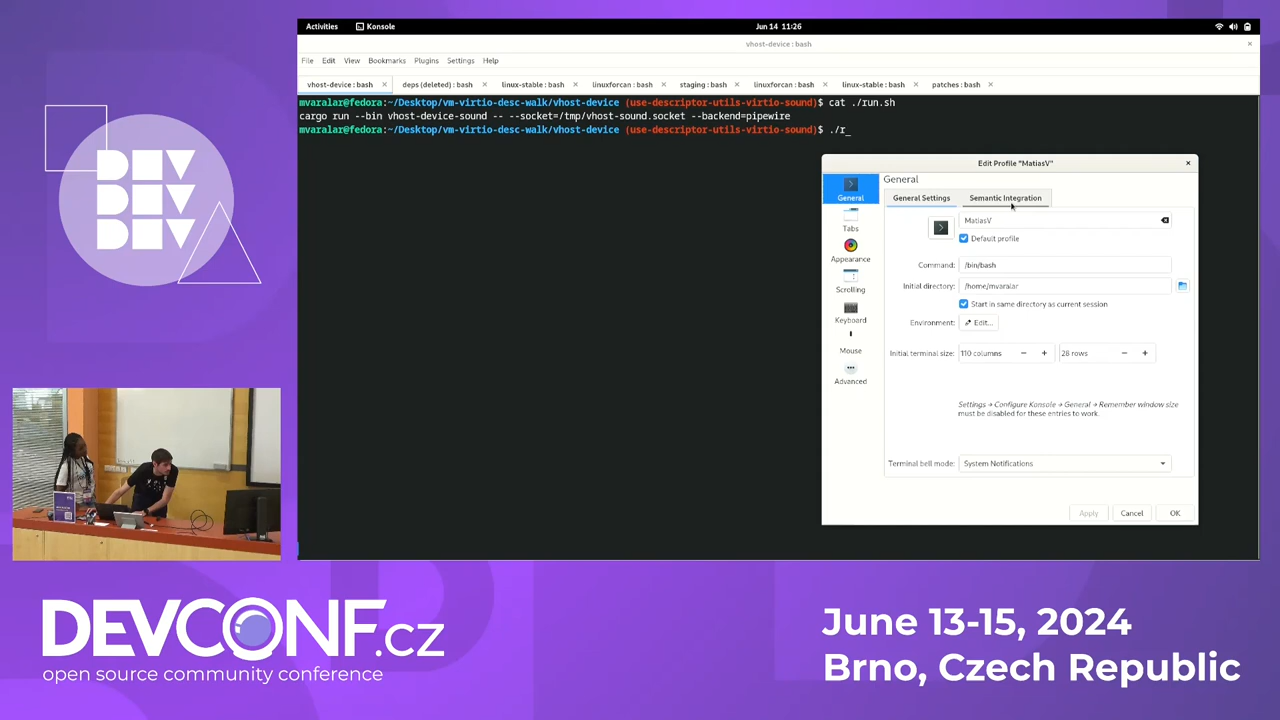 Activities
Konsole
Jun 14 11:26
vhost-device : bash
File Edit View Bookmarks Plugins Settings Help
vhost-device : bash
deps (deleted) : bash
linux-stable : bash
linuxforcan : bash
staging : bash
linuxforcan : bash
linux-stable : bash
patches : bash
mvaralar@fedora:~/Desktop/vm-virtio-desc-walk/vhost-device (use-descriptor-utils-virtio-sound)$ cat ./run.sh
cargo run --bin vhost-device-sound -- --socket=/tmp/vhost-sound.socket --backend=pipewire
mvaralar@fedora:~/Desktop/vm-virtio-desc-walk/vhost-device (use-descriptor-utils-virtio-sound)$ ./r_
Edit Profile "MatiasV"
General
Tabs
Appearance
Scrolling
Keyboard
Mouse
Advanced
General
General Settings
Semantic Integration
MatiasV
Default profile
Command: /bin/bash
Initial directory: /home/mvaralar
Start in same directory as current session
Environment: Edit...
Initial terminal size: 110 columns − + 28 rows − +
Settings → Configure Konsole → General → Remember window size
must be disabled for these entries to work.
Terminal bell mode: System Notifications
Apply
Cancel
OK
DEV
DEV
DEV
DEVCONF.cz
open source community conference
June 13-15, 2024
Brno, Czech Republic